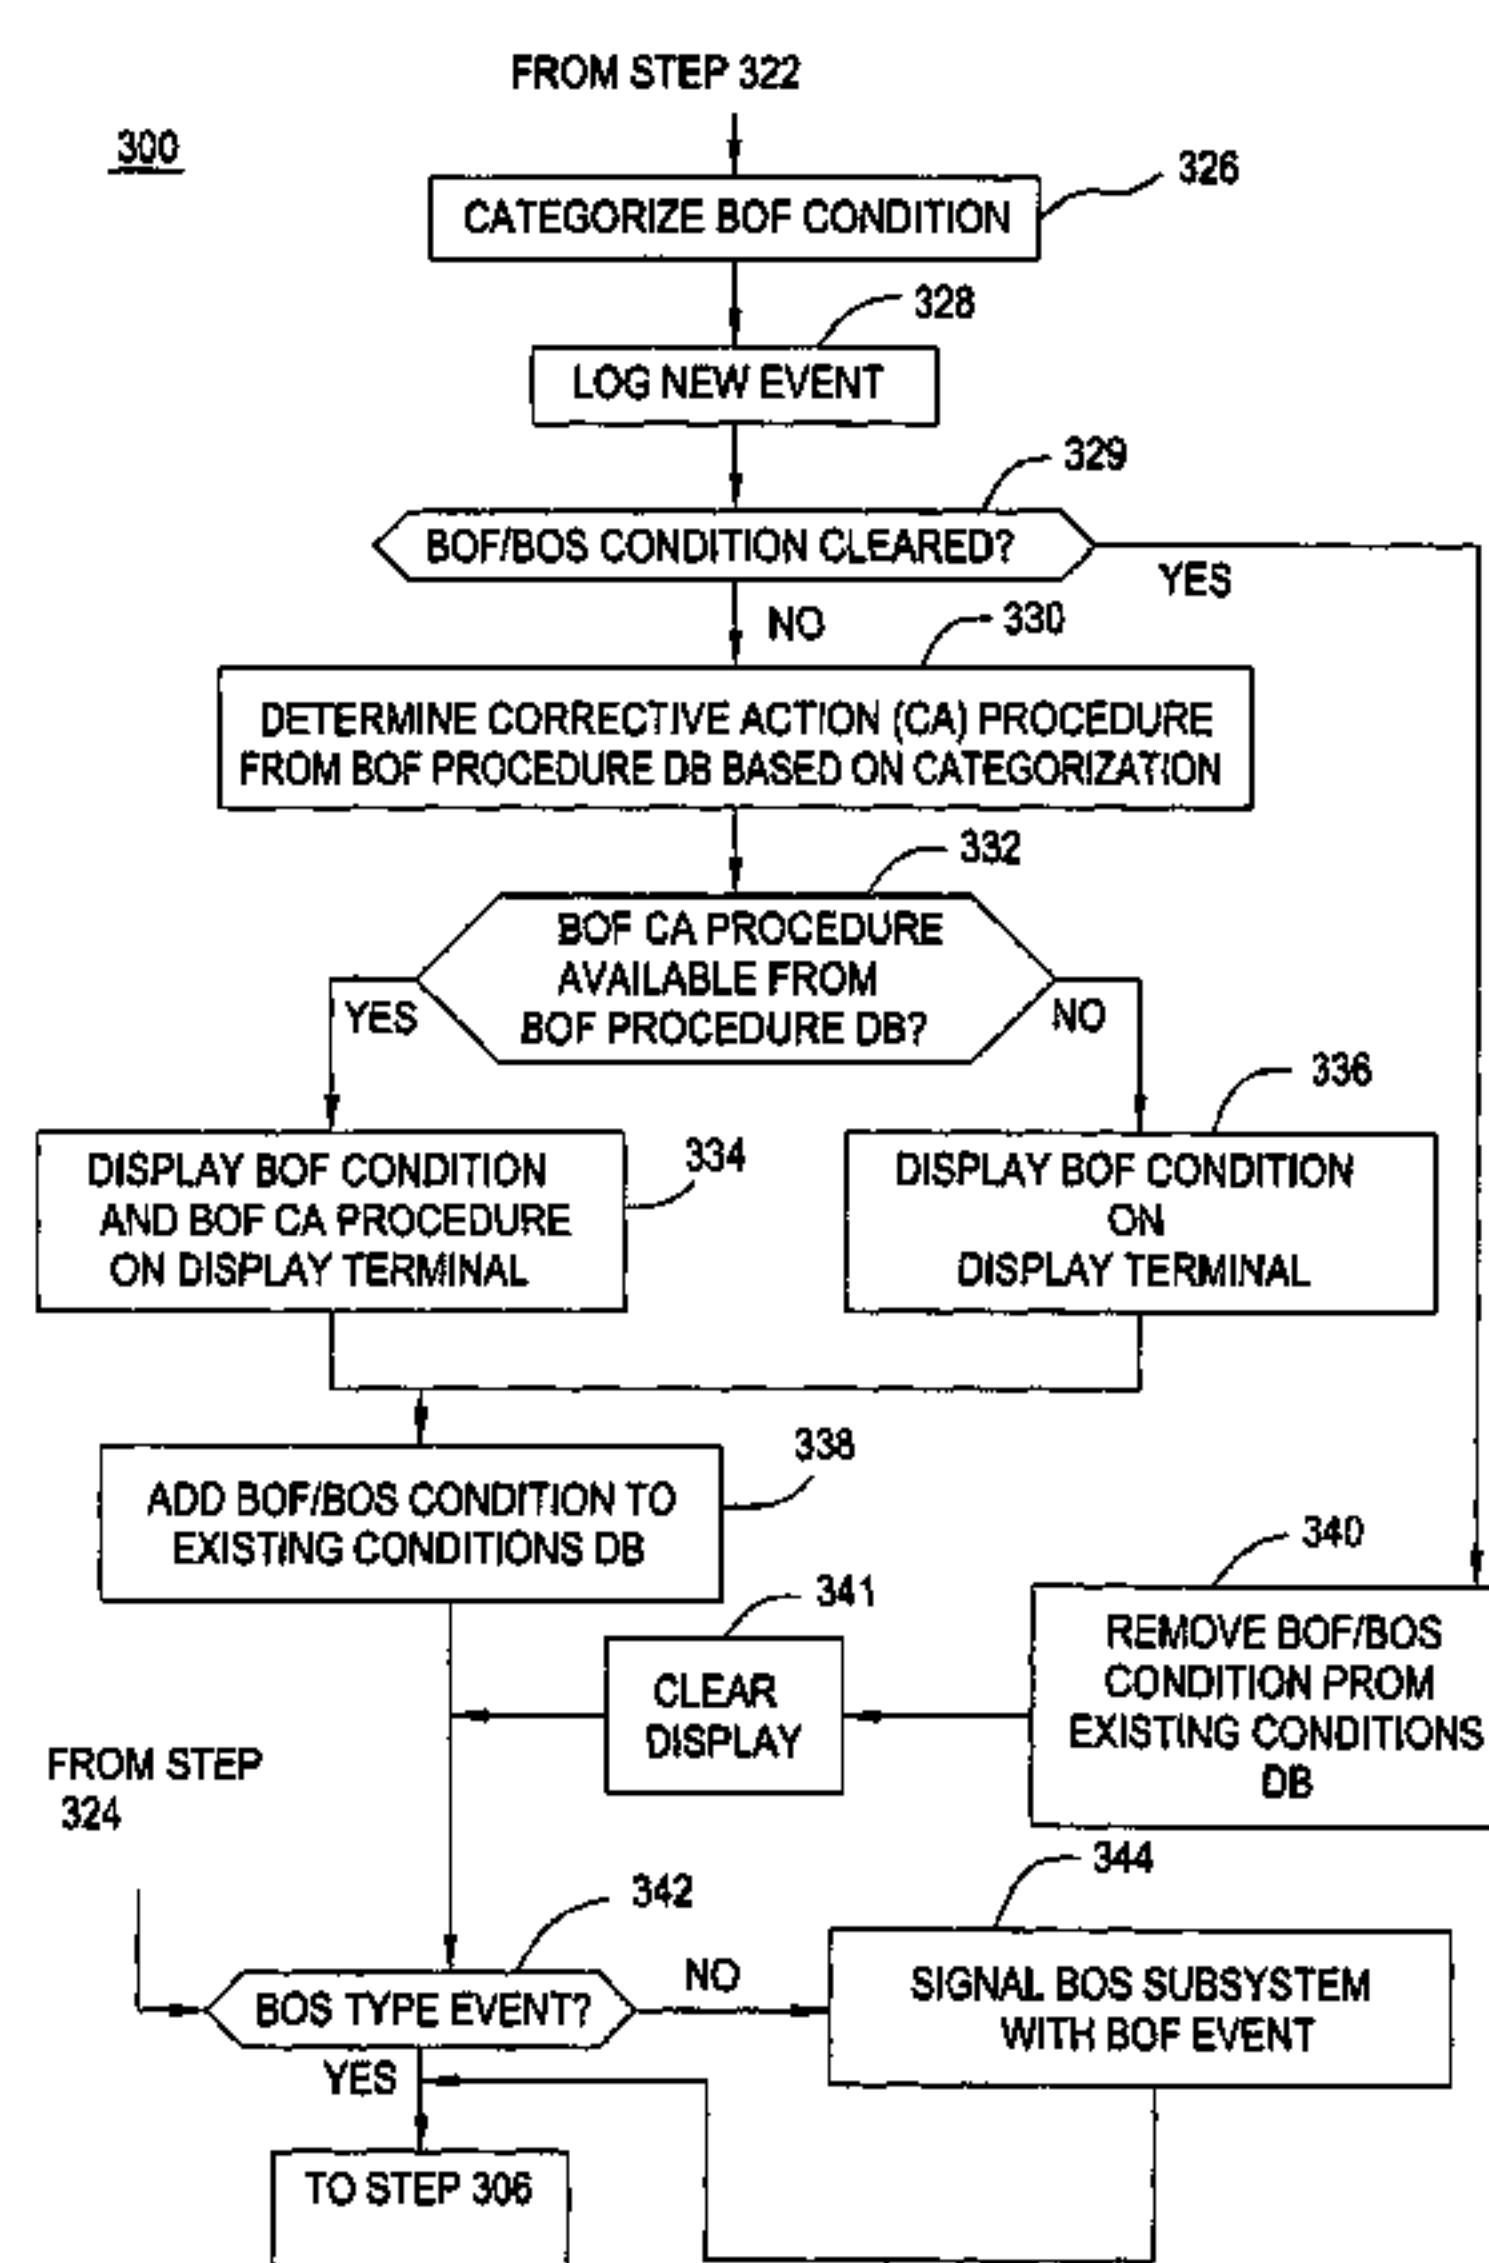 FROM STEP 322
300
326
CATEGORIZE BOF CONDITION
328
LOG NEW EVENT
329
BOF/BOS CONDITION CLEARED?
YES
NO
330
DETERMINE CORRECTIVE ACTION (CA) PROCEDURE
FROM BOF PROCEDURE DB BASED ON CATEGORIZATION
332
BOF CA PROCEDURE
AVAILABLE FROM
BOF PROCEDURE DB?
YES
NO
336
DISPLAY BOF CONDITION
AND BOF CA PROCEDURE
ON DISPLAY TERMINAL
334
DISPLAY BOF CONDITION
ON
DISPLAY TERMINAL
338
ADD BOF/BOS CONDITION TO
EXISTING CONDITIONS DB
340
341
REMOVE BOF/BOS
CONDITION PROM
EXISTING CONDITIONS
DB
CLEAR
DISPLAY
FROM STEP
324
344
342
BOS TYPE EVENT?
NO
SIGNAL BOS SUBSYSTEM
WITH BOF EVENT
YES
TO STEP 306